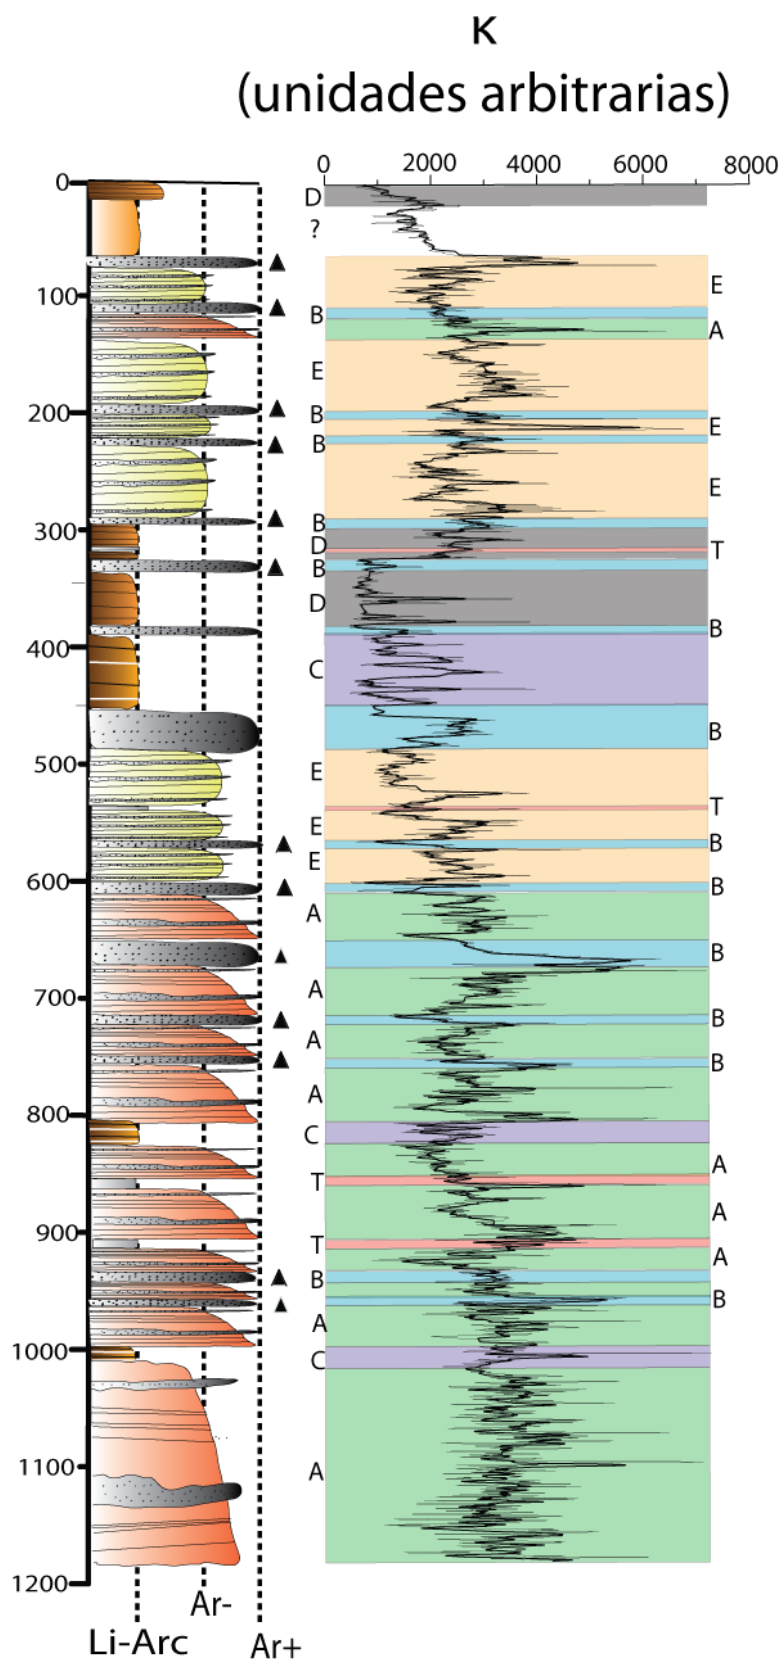 K
(unidades arbitrarias)
0 2000 4000 6000 8000
0
D
?
100
E
B
A
E
200
B
E
B
E
300
B
D
T
B
D
B
400
C
B
500
E
T
E
B
E
600
B
A
B
700
A
B
A
B
A
800
C
A
T
A
900
T
A
B
B
A
1000
C
1100
A
1200
Ar-
Li-Arc
Ar+